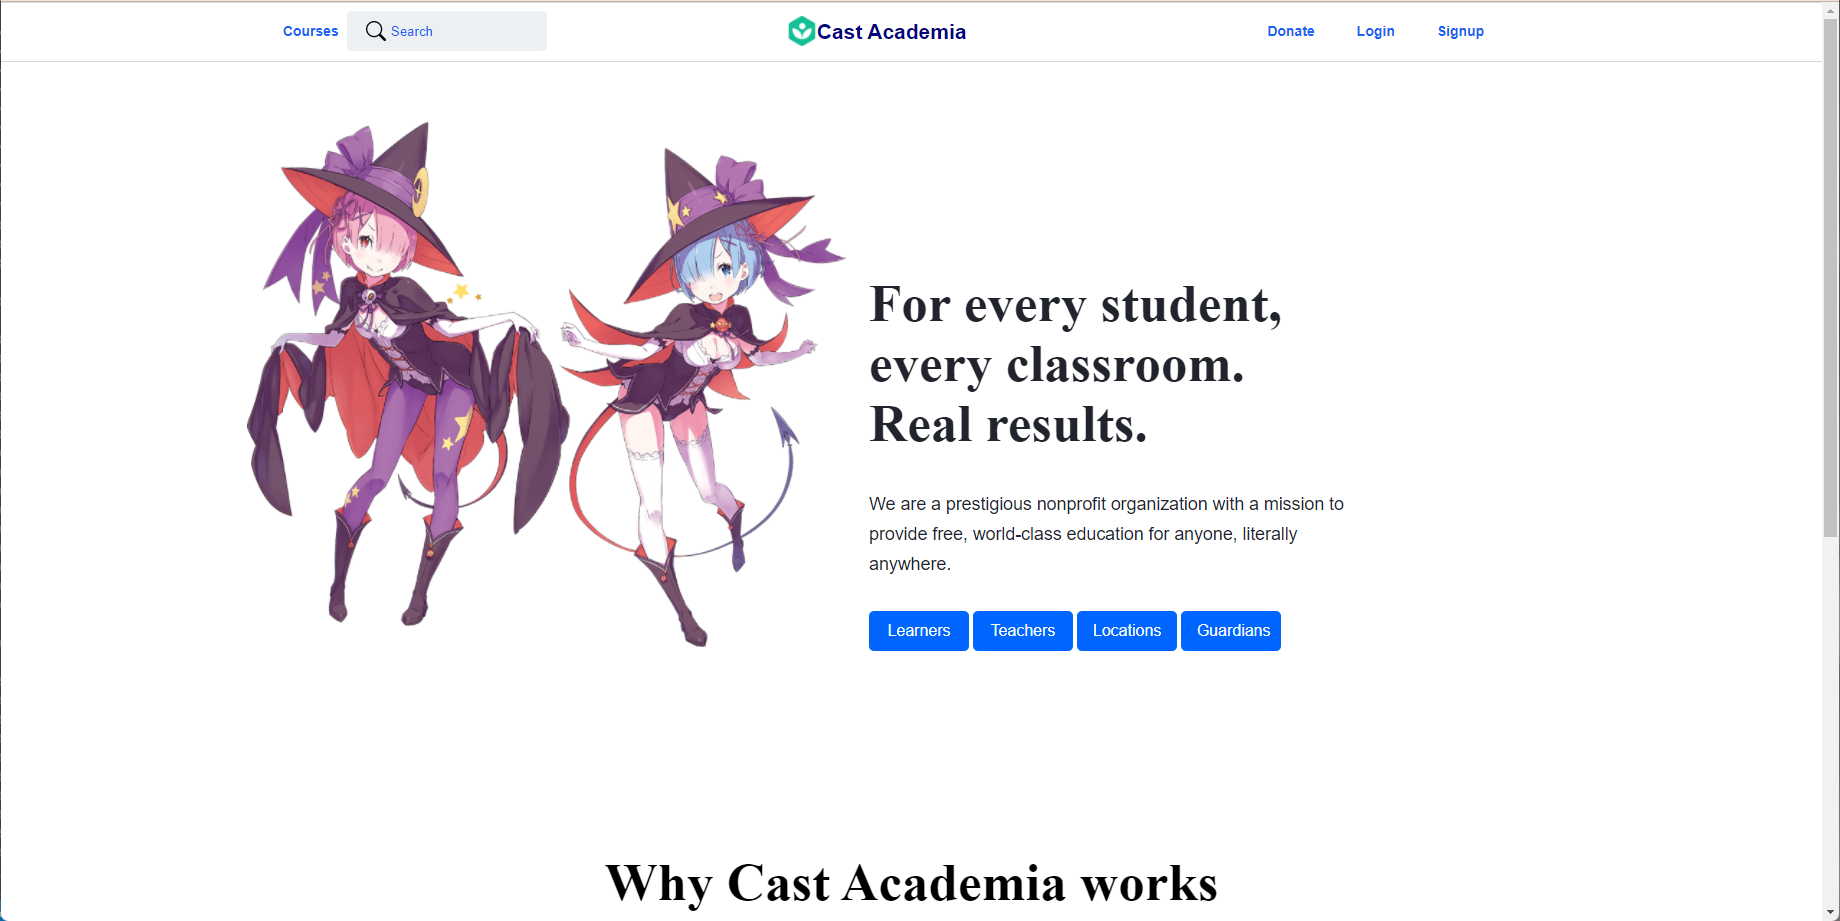 Courses Search Cast Academia Donate Login Signup
For every student,
every classroom.
Real results.
We are a prestigious nonprofit organization with a mission to
provide free, world-class education for anyone, literally
anywhere.
Learners Teachers Locations Guardians
Why Cast Academia works